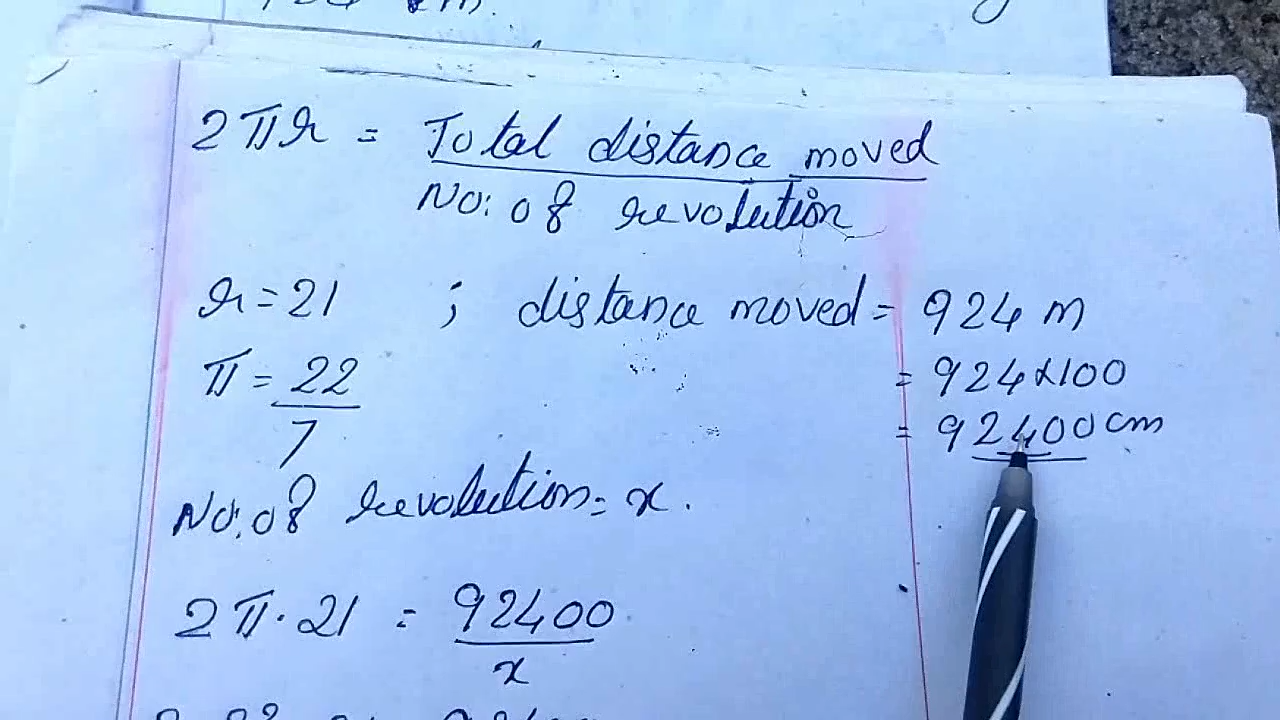 2πr = Total distance moved
No: of revolution
r = 21 ; distance moved = 924 m
π = 22
7
= 924×100
= 92400 cm
No: of revolution = x.
2π·21 = 92400
x